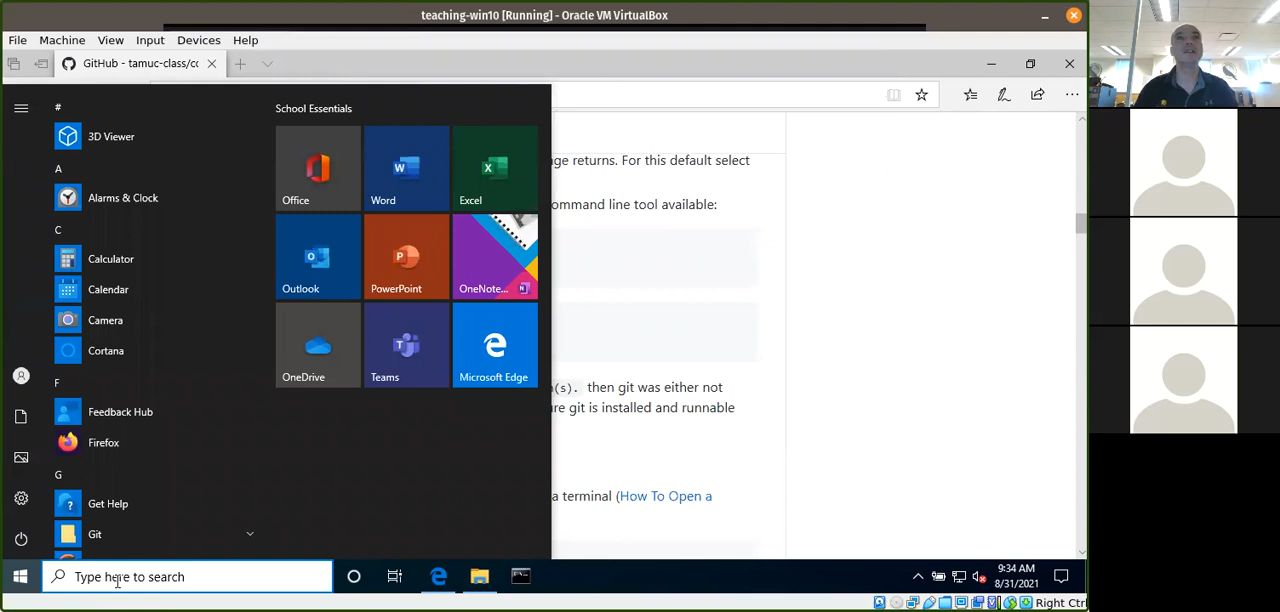 teaching-win10 [Running] - Oracle VM VirtualBox
File Machine View Input Devices Help
GitHub - tamuc-class/cc
#
3D Viewer
A
Alarms & Clock
C
Calculator
Calendar
Camera
Cortana
F
Feedback Hub
Firefox
G
Get Help
Git
School Essentials
Office
Word
Excel
Outlook
PowerPoint
OneNote...
OneDrive
Teams
Microsoft Edge
ge returns. For this default select
ommand line tool available:
(s). then git was either not
re git is installed and runnable
a terminal (How To Open a
Type here to search
9:34 AM
8/31/2021
Right Ctrl